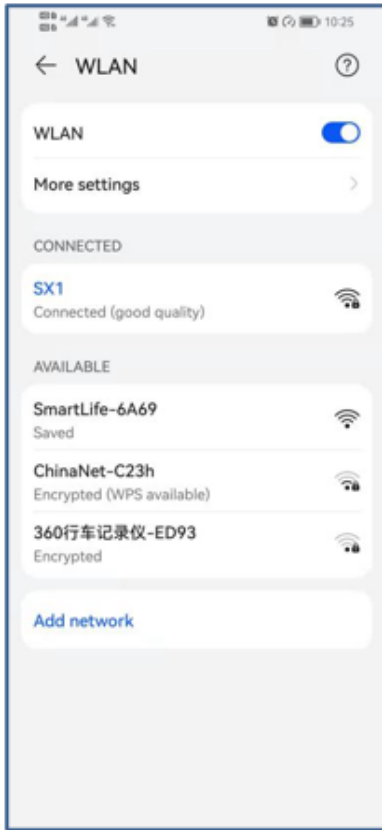 10:25
WLAN
WLAN
More settings
CONNECTED
SX1
Connected (good quality)
AVAILABLE
SmartLife-6A69
Saved
ChinaNet-C23h
Encrypted (WPS available)
360行车记录仪-ED93
Encrypted
Add network